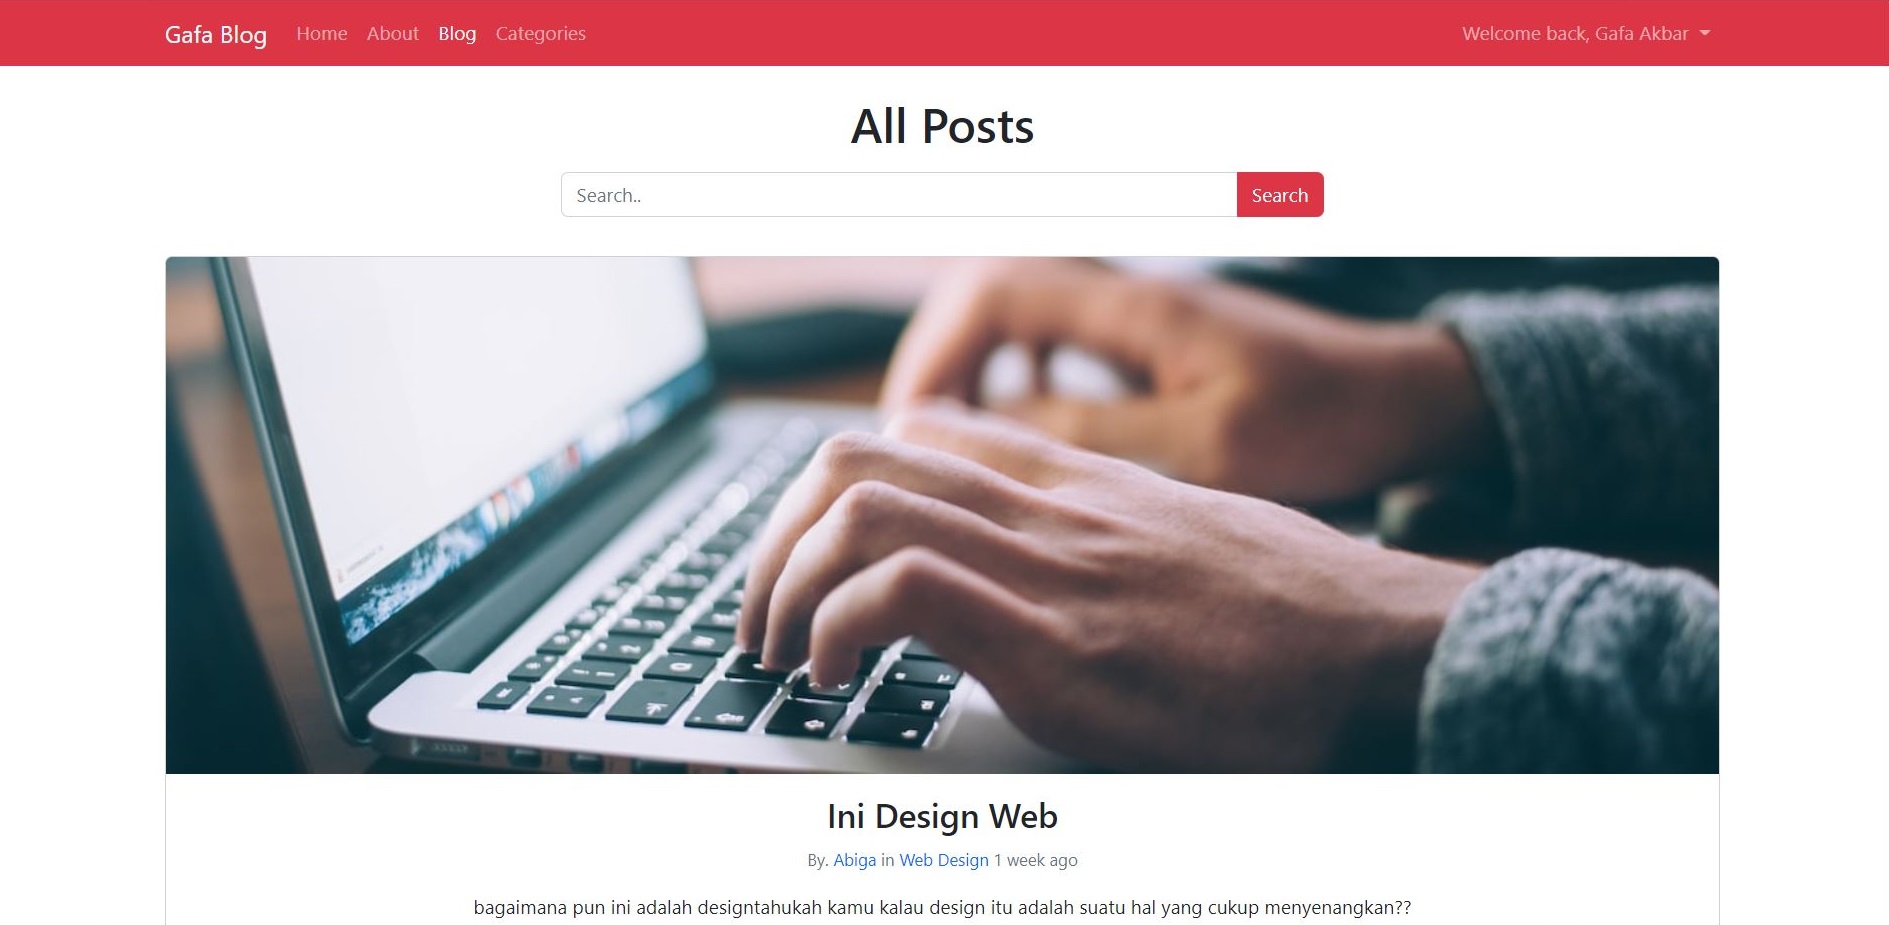 Gafa Blog Home About Blog Categories Welcome back, Gafa Akbar
All Posts
Search.. Search
Ini Design Web
By. Abiga in Web Design 1 week ago
bagaimana pun ini adalah designtahukah kamu kalau design itu adalah suatu hal yang cukup menyenangkan??